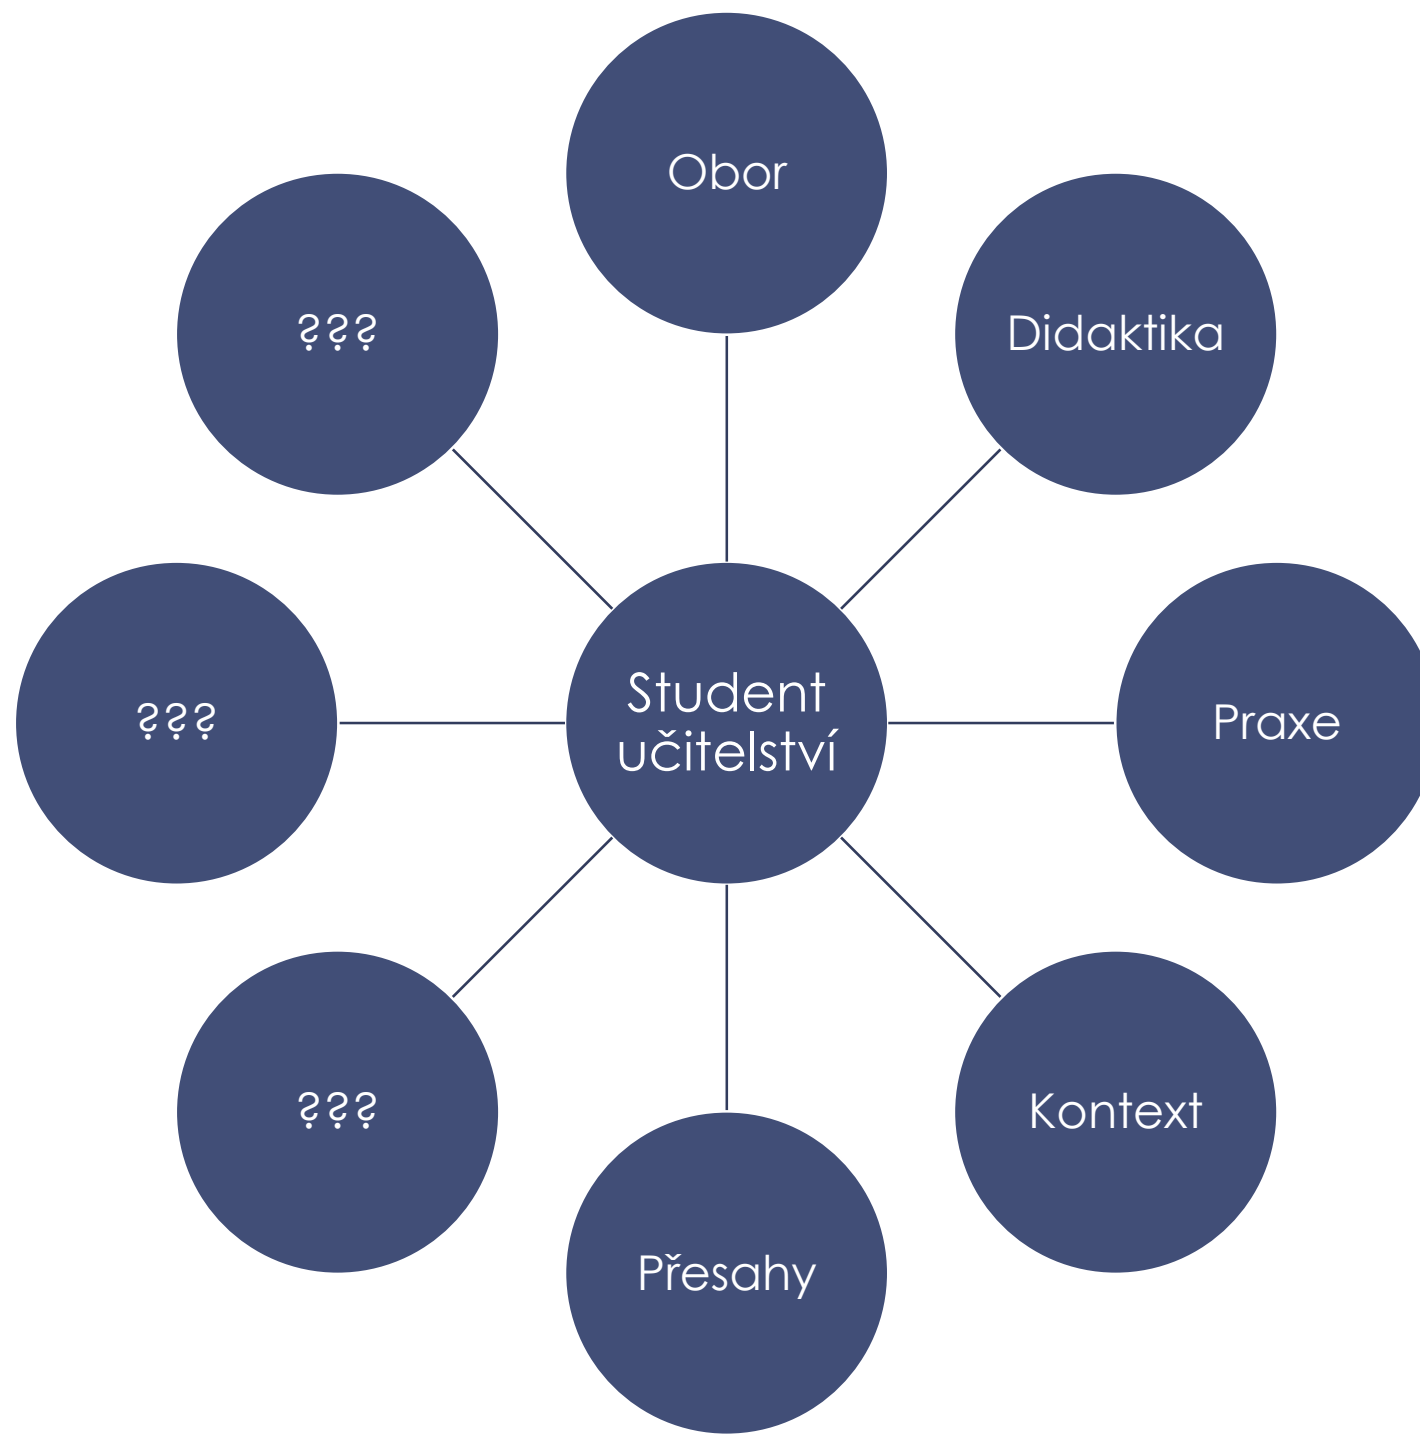 Obor
Didaktika
Praxe
Kontext
Přesahy
???
???
???
Student
učitelství